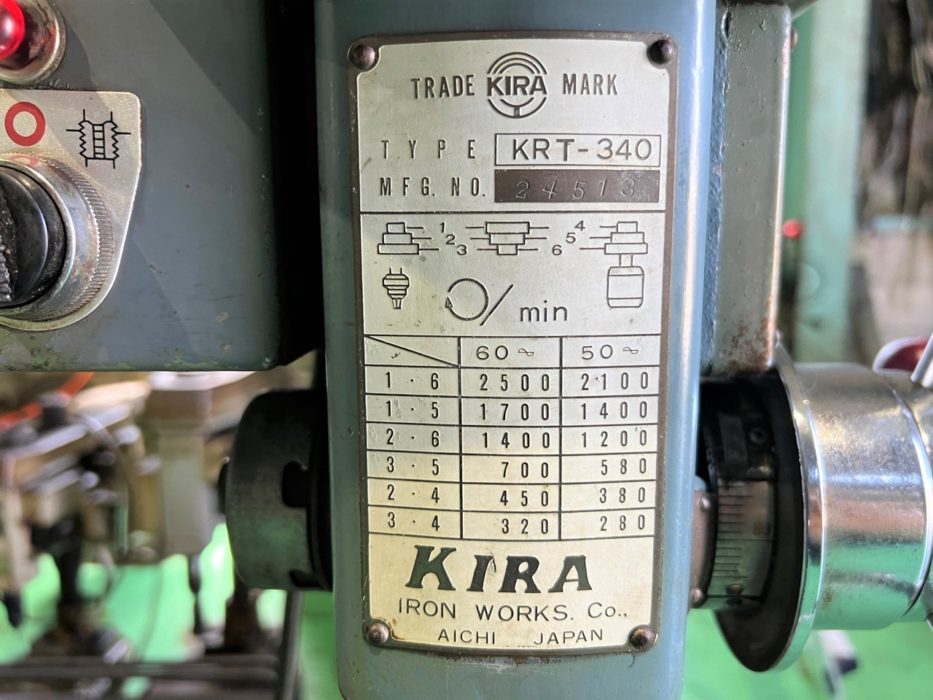 TRADE KIRA MARK
TYPE KRT-340
MFG. NO. 24513
1 2 3 6 5 4
/min
60~ 50~
1・6 2500 2100
1・5 1700 1400
2・6 1400 1200
3・5 700 580
2・4 450 380
3・4 320 280
KIRA
IRON WORKS. Co.,
AICHI JAPAN